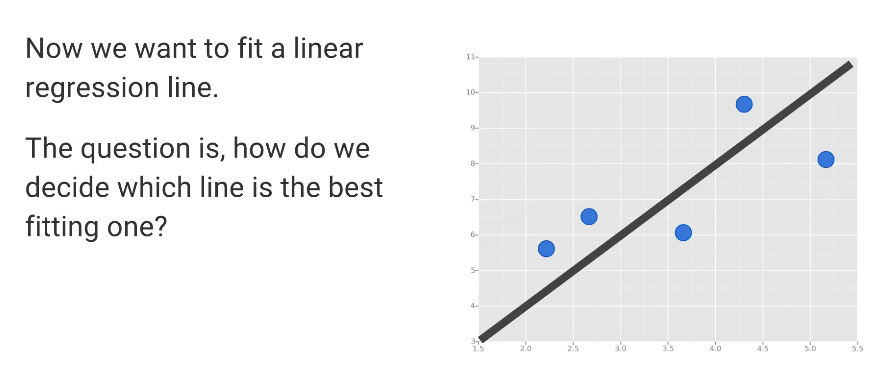 Now we want to fit a linear
regression line.
The question is, how do we
decide which line is the best
fitting one?
11
10
9
8
7
6
5
4
3
1.5 2.0 2.5 3.0 3.5 4.0 4.5 5.0 5.5